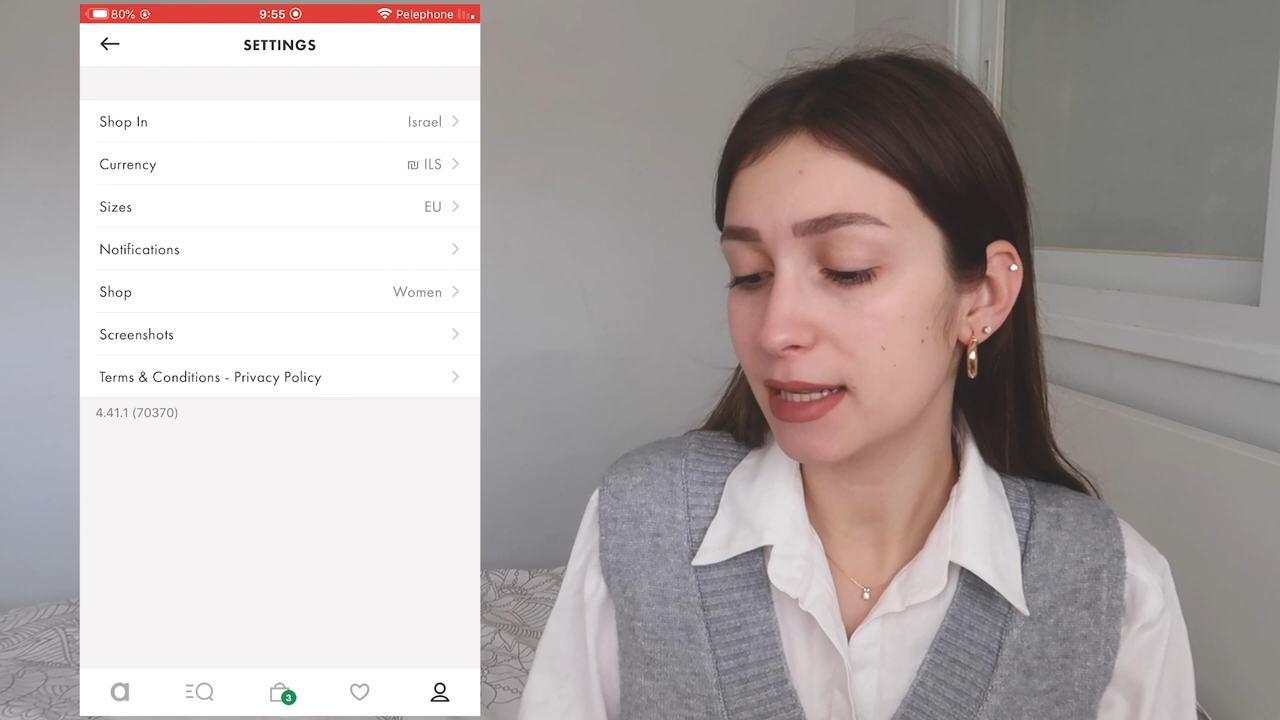 80% 9:55 Pelephone
SETTINGS
Shop In Israel
Currency ₪ ILS
Sizes EU
Notifications
Shop Women
Screenshots
Terms & Conditions - Privacy Policy
4.41.1 (70370)
a
3